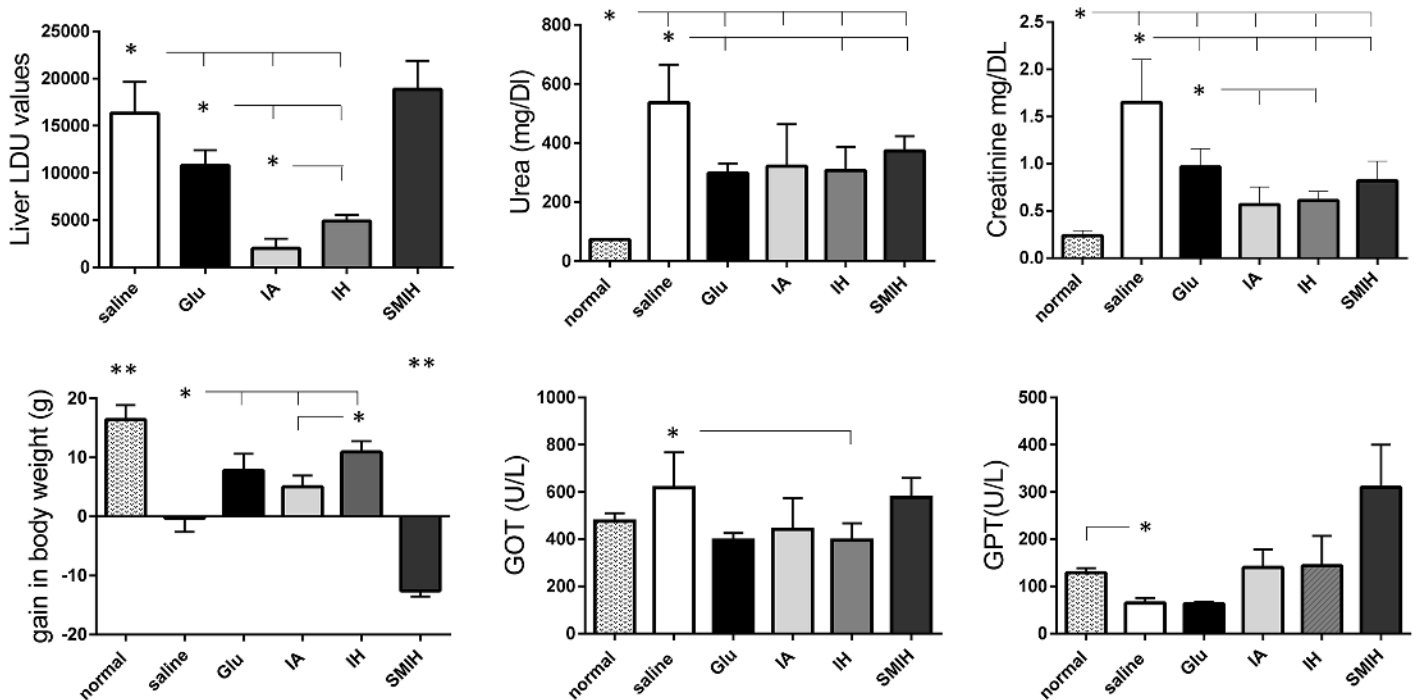 Liver LDU values
25000
20000
15000
10000
5000
0
*
*
*
saline
Glu
IA
IH
SMIH
Urea (mg/Dl)
800
600
400
200
0
*
*
normal
saline
Glu
IA
IH
SMIH
Creatinine mg/DL
2.5
2.0
1.5
1.0
0.5
0.0
*
*
*
normal
saline
Glu
IA
IH
SMIH
gain in body weight (g)
20
10
0
-10
-20
**
*
*
**
normal
saline
Glu
IA
IH
SMIH
GOT (U/L)
1000
800
600
400
200
0
*
normal
saline
Glu
IA
IH
SMIH
GPT(U/L)
500
400
300
200
100
0
*
normal
saline
Glu
IA
IH
SMIH